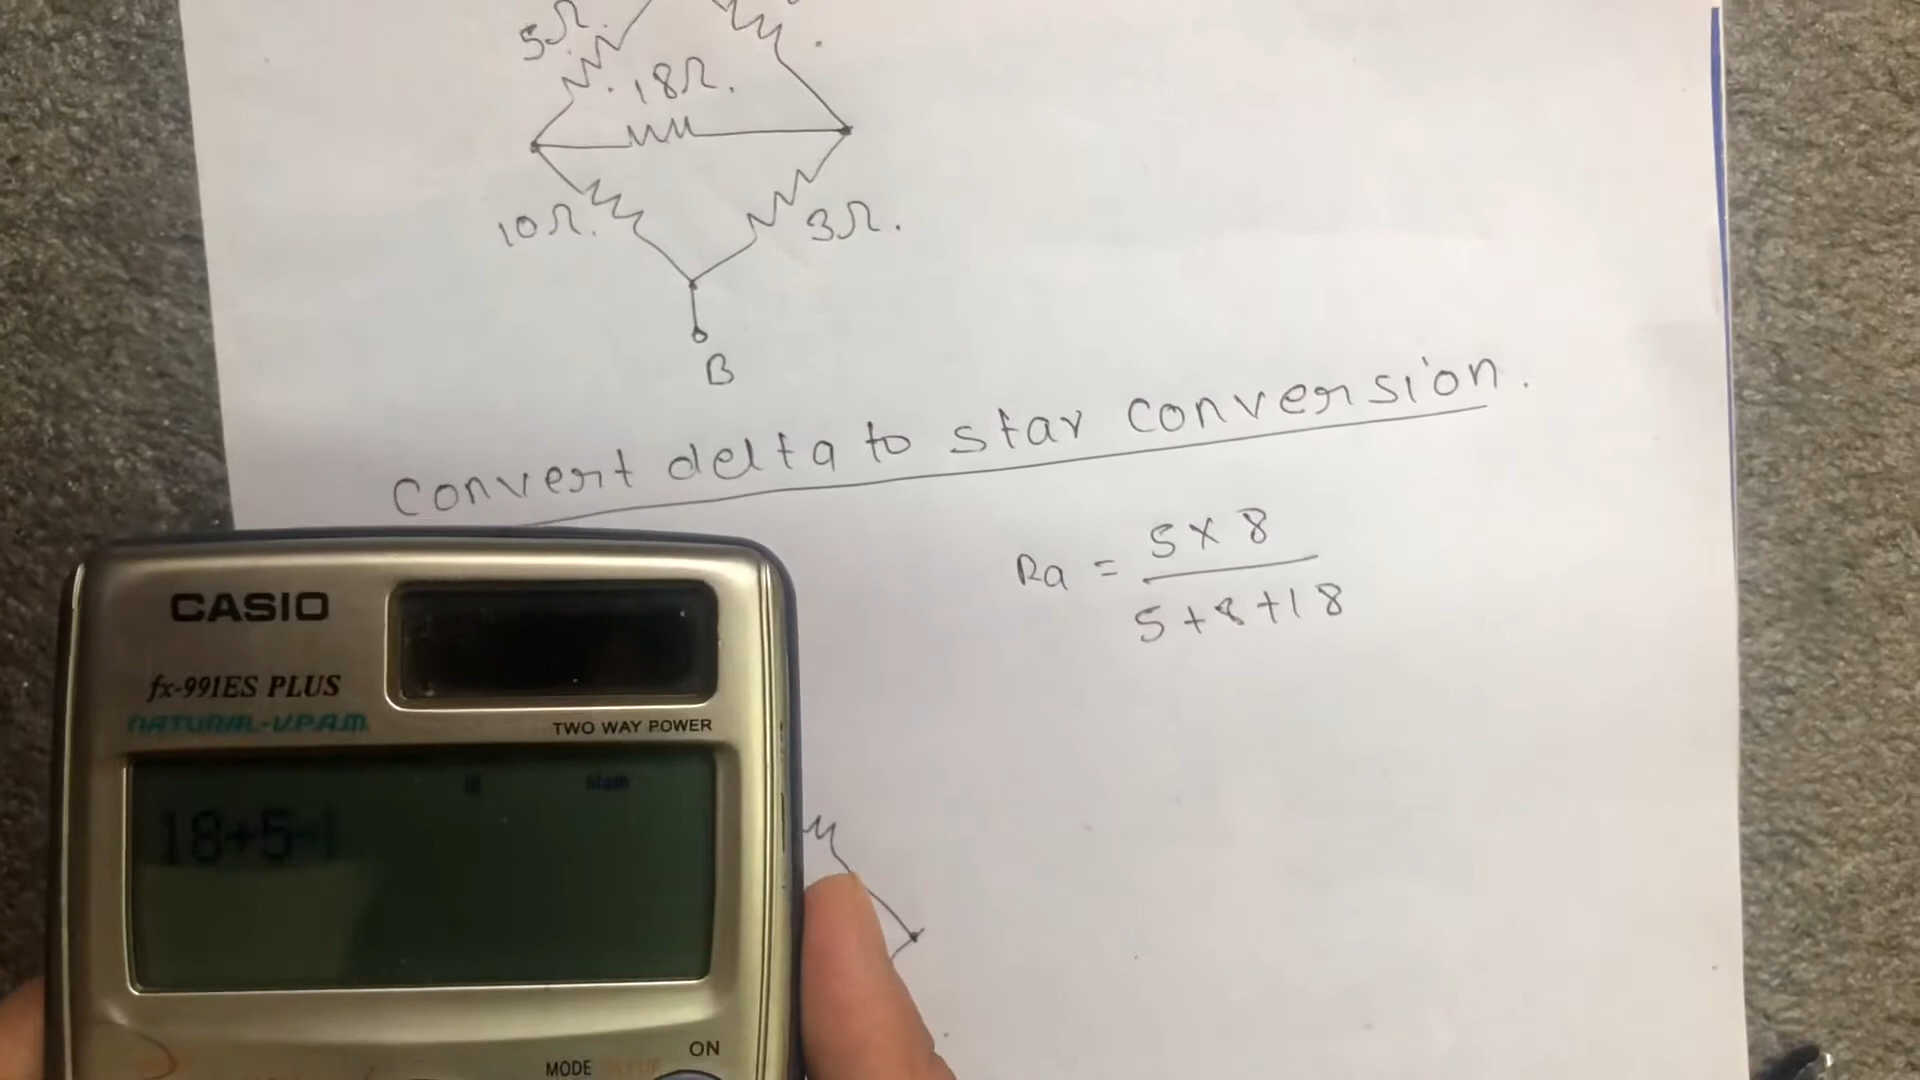 5Ω.
18Ω.
10Ω.
3Ω.
B
Convert delta to star conversion.
Ra = 5 x 8
5+8+18
CASIO
fx-991ES PLUS
NATURAL-V.P.A.M.
TWO WAY POWER
Math
18+5
ON
MODE